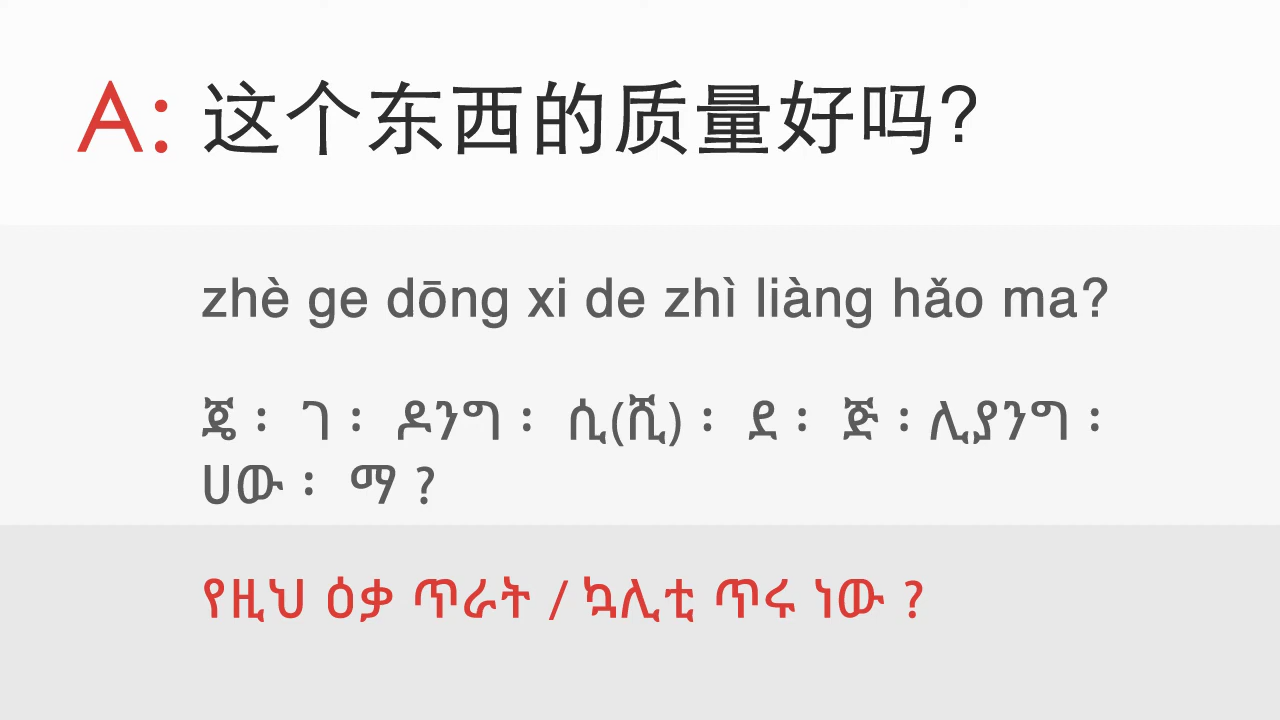 A: 这个东西的质量好吗?
zhè ge dōng xi de zhì liàng hǎo ma?
ጄ ፡ ገ ፡ ዶንግ ፡ ሲ(ሺ) ፡ ደ ፡ ጅ ፡ ሊያንግ ፡
ሀው ፡ ማ ?
የዚህ ዕቃ ጥራት / ኳሊቲ ጥሩ ነው ?